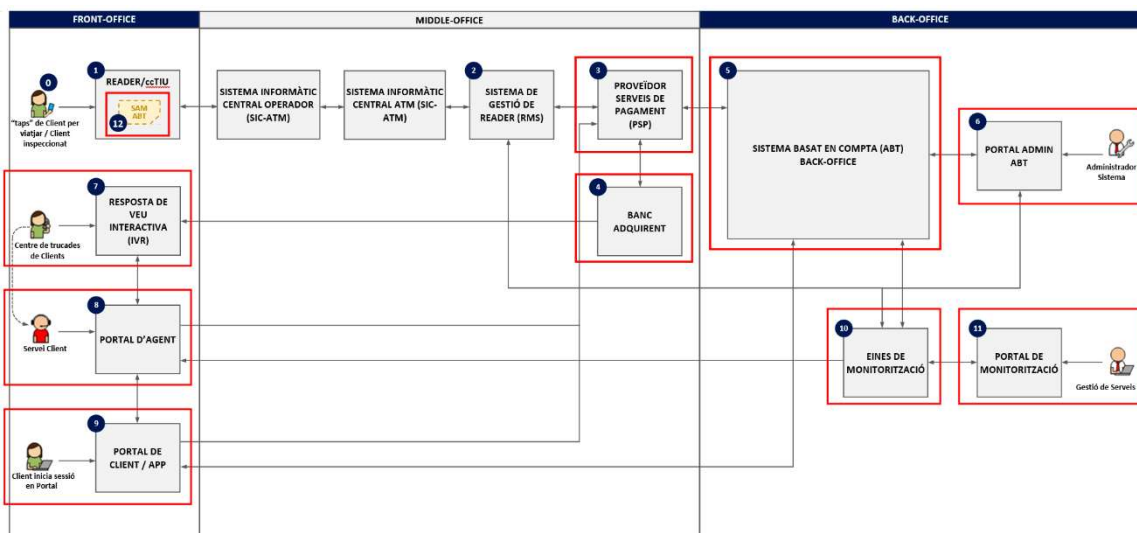 FRONT-OFFICE
MIDDLE-OFFICE
BACK-OFFICE
0
"taps" de Client per
viatjar / Client
inspeccionat
1
READER/ccTIU
SAM
ABT
12
SISTEMA INFORMÀTIC
CENTRAL OPERADOR
(SIC-ATM)
SISTEMA INFORMÀTIC
CENTRAL ATM (SIC-
ATM)
2
SISTEMA DE
GESTIÓ DE
READER (RMS)
3
PROVEÏDOR
SERVEIS DE
PAGAMENT
(PSP)
4
BANC
ADQUIRENT
5
SISTEMA BASAT EN COMPTA (ABT)
BACK-OFFICE
6
PORTAL ADMIN
ABT
Administrador
Sistema
7
RESPOSTA DE
VEU
INTERACTIVA
(IVR)
Centre de trucades
de Clients
8
PORTAL D'AGENT
Servei Client
9
PORTAL DE
CLIENT / APP
Client inicia sessió
en Portal
10
EINES DE
MONITORITZACIÓ
11
PORTAL DE
MONITORITZACIÓ
Gestió de Serveis